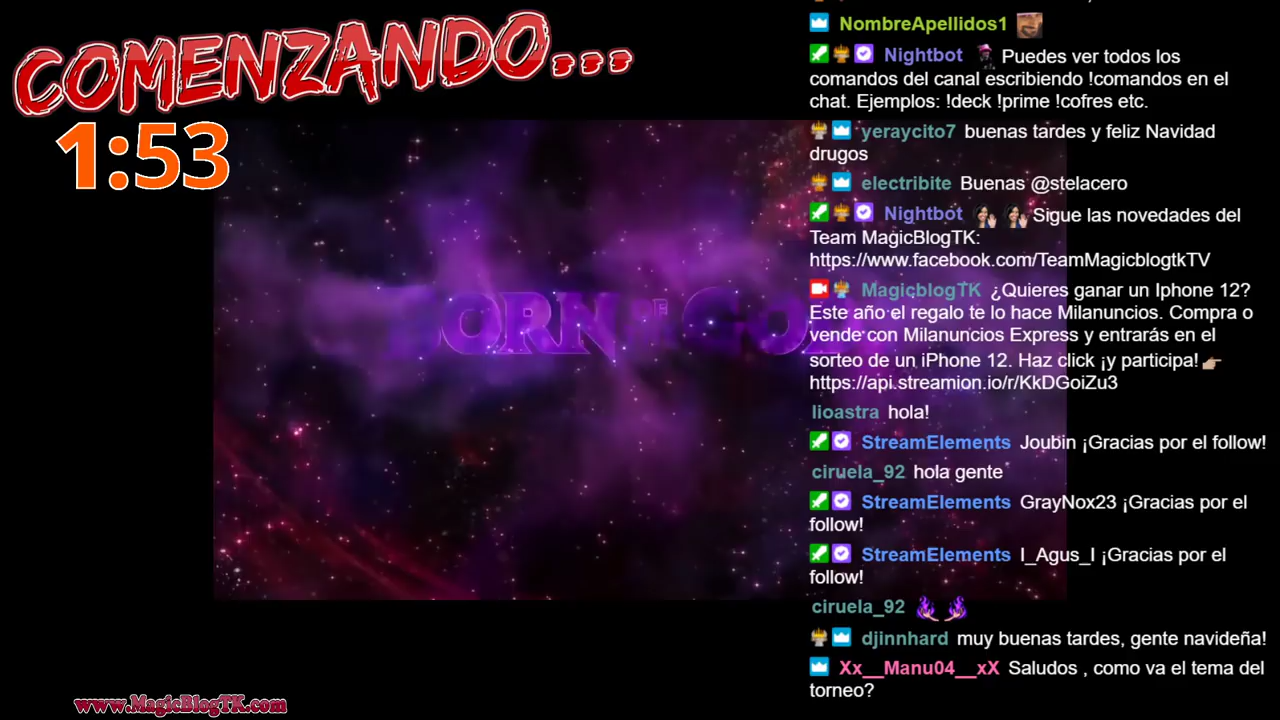 COMENZANDO...
1:53
BORN OF THE GODS
www.MagicBlogTK.com
NombreApellidos1
Nightbot Puedes ver todos los
comandos del canal escribiendo !comandos en el
chat. Ejemplos: !deck !prime !cofres etc.
yeraycito7 buenas tardes y feliz Navidad
drugos
electribite Buenas @stelacero
Nightbot Sigue las novedades del
Team MagicBlogTK:
https://www.facebook.com/TeamMagicblogtkTV
MagicblogTK ¿Quieres ganar un Iphone 12?
Este año el regalo te lo hace Milanuncios. Compra o
vende con Milanuncios Express y entrarás en el
sorteo de un iPhone 12. Haz click ¡y participa!👉🏼
https://api.streamion.io/r/KkDGoiZu3
lioastra hola!
StreamElements Joubin ¡Gracias por el follow!
ciruela_92 hola gente
StreamElements GrayNox23 ¡Gracias por el
follow!
StreamElements I_Agus_I ¡Gracias por el
follow!
ciruela_92
djinnhard muy buenas tardes, gente navideña!
Xx__Manu04__xX Saludos , como va el tema del
torneo?